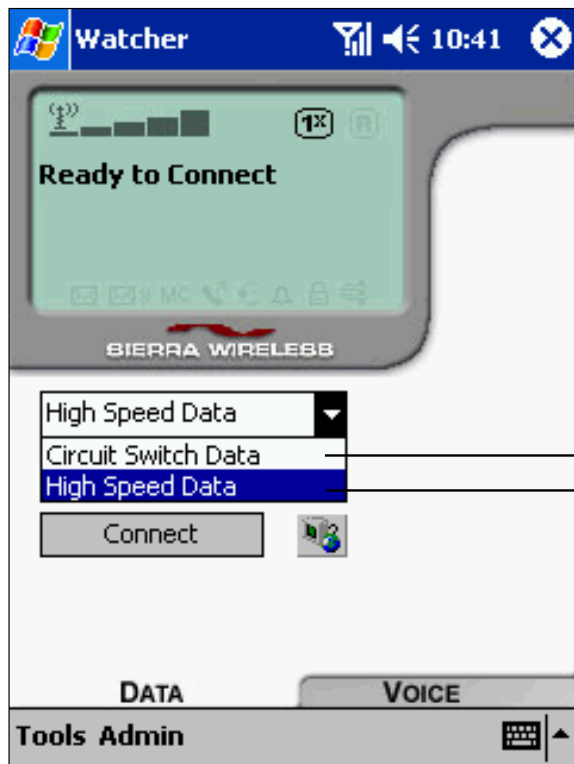 Watcher 10:41
1X R
Ready to Connect
MC
SIERRA WIRELESS
High Speed Data
Circuit Switch Data
High Speed Data
Connect
DATA VOICE
Tools Admin